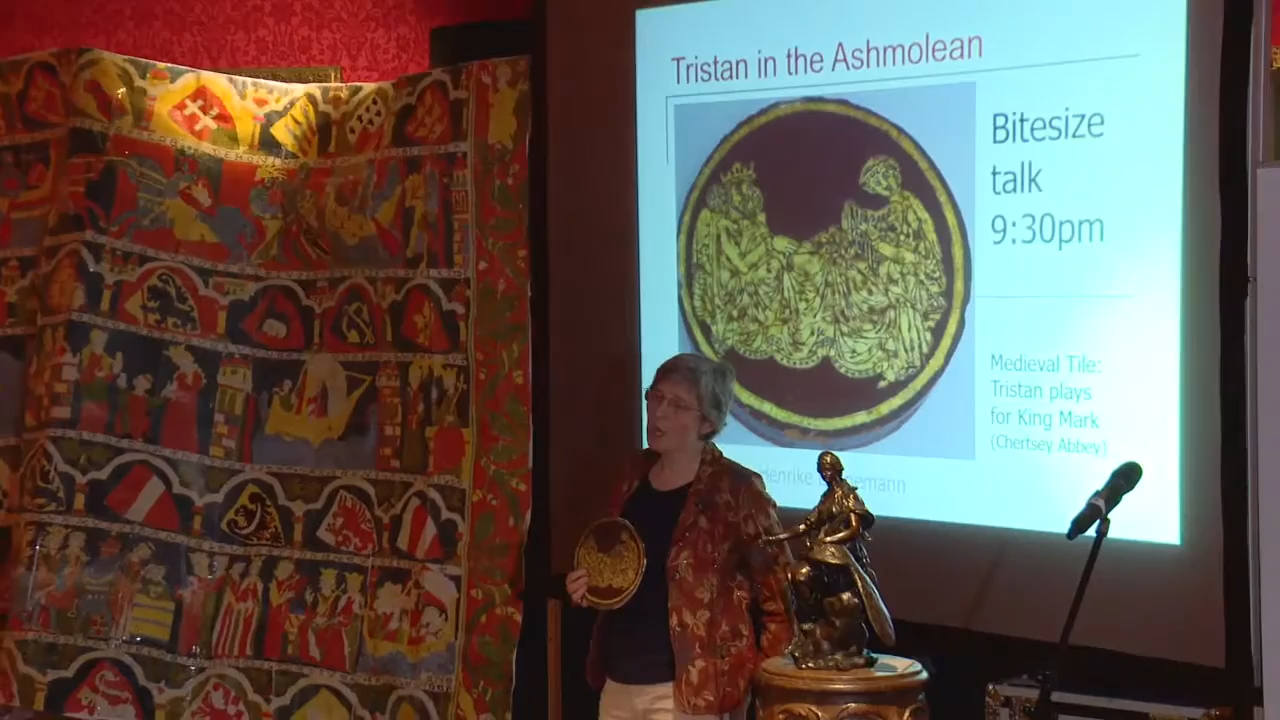 Tristan in the Ashmolean
Bitesize
talk
9:30pm
Medieval Tile:
Tristan plays
for King Mark
(Chertsey Abbey)